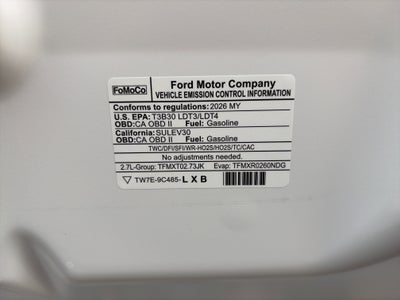 FoMoCo
Ford Motor Company
VEHICLE EMISSION CONTROL INFORMATION
Conforms to regulations: 2026 MY
U.S. EPA: T3B30 LDT3/LDT4
OBD:CA OBD II Fuel: Gasoline
California: SULEV30
OBD:CA OBD II Fuel: Gasoline
TWC/DFI/SFI/WR-HO2S/HO2S/TC/CAC
No adjustments needed.
2.7L-Group: TFMXT02.73JK Evap: TFMXR0260NDG
TW7E-9C485- L X B